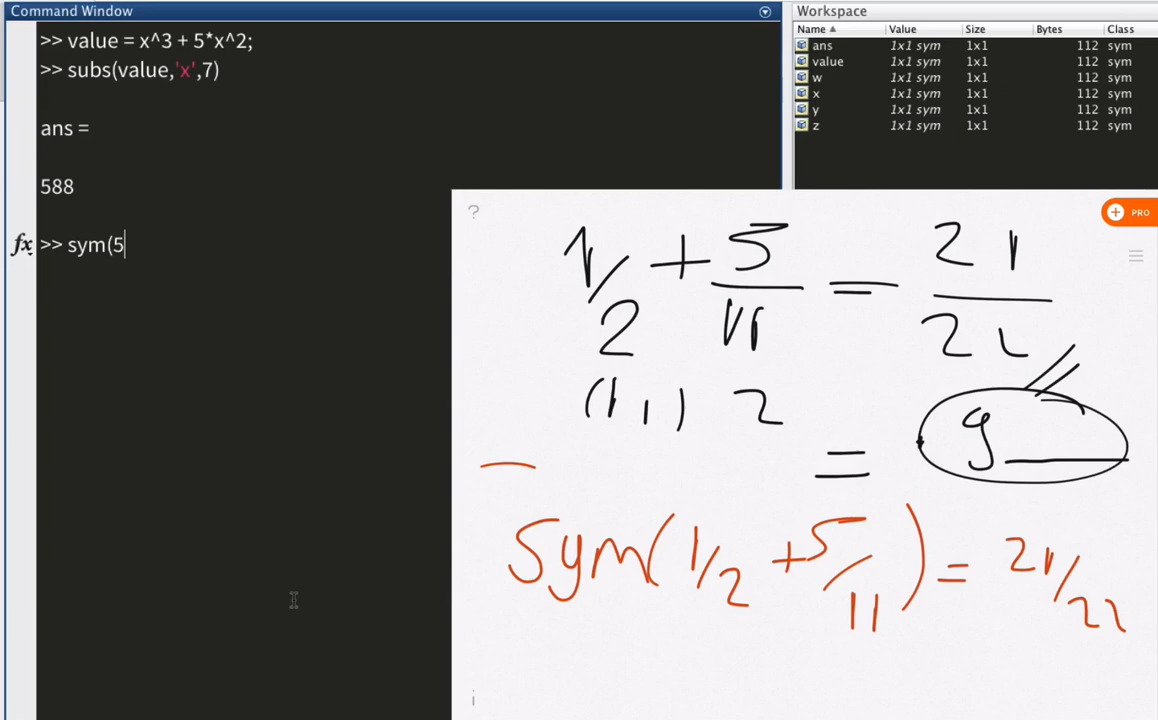 Command Window
>> value = x^3 + 5*x^2;
>> subs(value,'x',7)
ans =
588
fx >> sym(5
Workspace
Name Value Size Bytes Class
ans 1x1 sym 1x1 112 sym
value 1x1 sym 1x1 112 sym
w 1x1 sym 1x1 112 sym
x 1x1 sym 1x1 112 sym
y 1x1 sym 1x1 112 sym
z 1x1 sym 1x1 112 sym
?
+ PRO
1/2 + 5/11 = 21/22
(11) 2
= 9
Sym(1/2 + 5/11) = 21/22
i